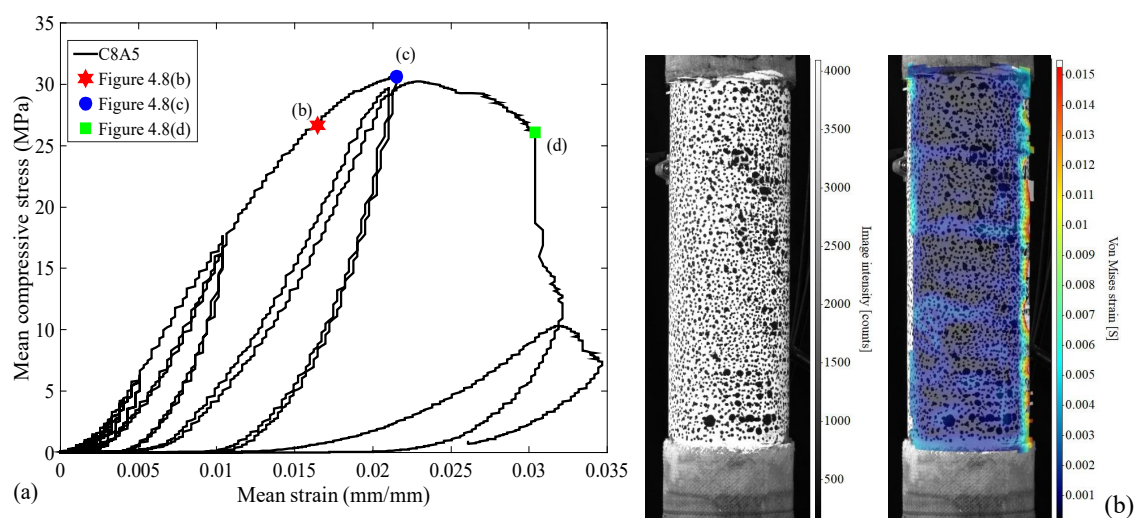 35
30
25
20
15
10
5
0
Mean compressive stress (MPa)
C8A5
Figure 4.8(b)
Figure 4.8(c)
Figure 4.8(d)
(b)
(c)
(d)
0
0.005
0.01
0.015
0.02
0.025
0.03
0.035
Mean strain (mm/mm)
(a)
4000
3500
3000
2500
2000
1500
1000
500
Image intensity [counts]
0.015
0.014
0.013
0.012
0.01
0.009
0.008
0.007
0.006
0.005
0.004
0.003
0.002
0.001
Von Mises strain [S]
(b)